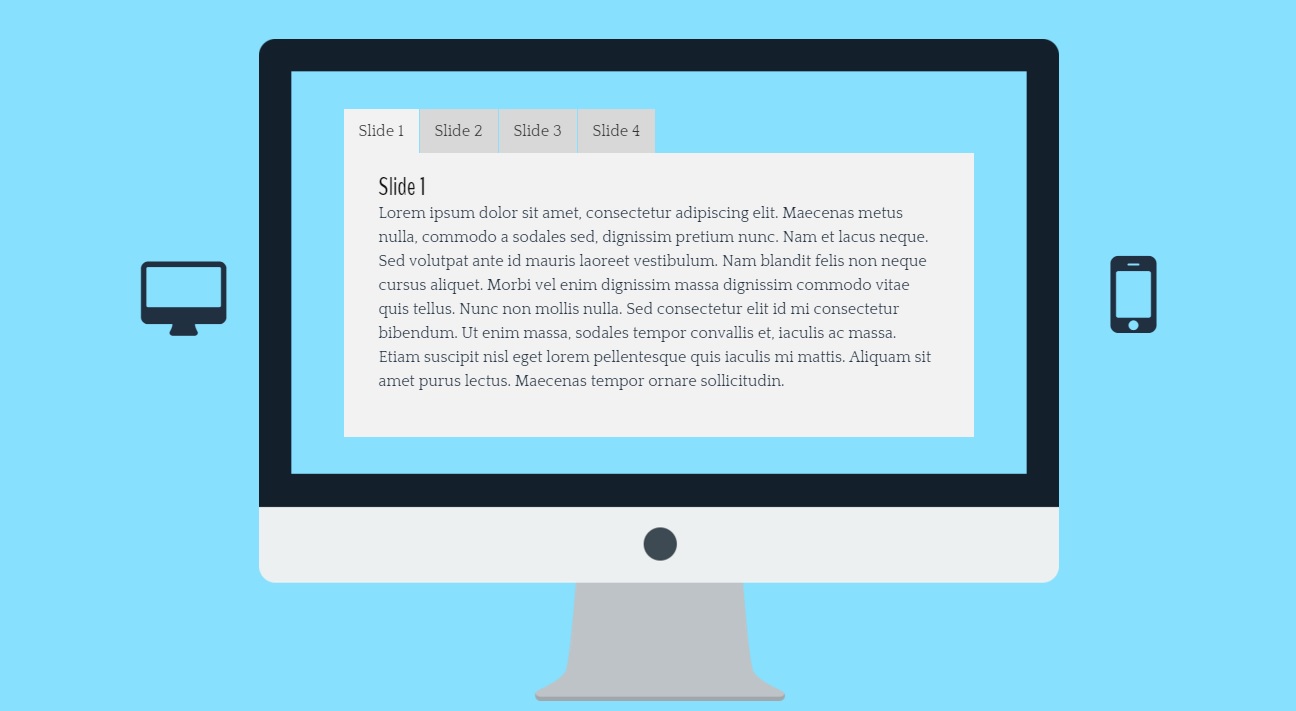 Slide 1 Slide 2 Slide 3 Slide 4
Slide 1
Lorem ipsum dolor sit amet, consectetur adipiscing elit. Maecenas metus
nulla, commodo a sodales sed, dignissim pretium nunc. Nam et lacus neque.
Sed volutpat ante id mauris laoreet vestibulum. Nam blandit felis non neque
cursus aliquet. Morbi vel enim dignissim massa dignissim commodo vitae
quis tellus. Nunc non mollis nulla. Sed consectetur elit id mi consectetur
bibendum. Ut enim massa, sodales tempor convallis et, iaculis ac massa.
Etiam suscipit nisl eget lorem pellentesque quis iaculis mi mattis. Aliquam sit
amet purus lectus. Maecenas tempor ornare sollicitudin.